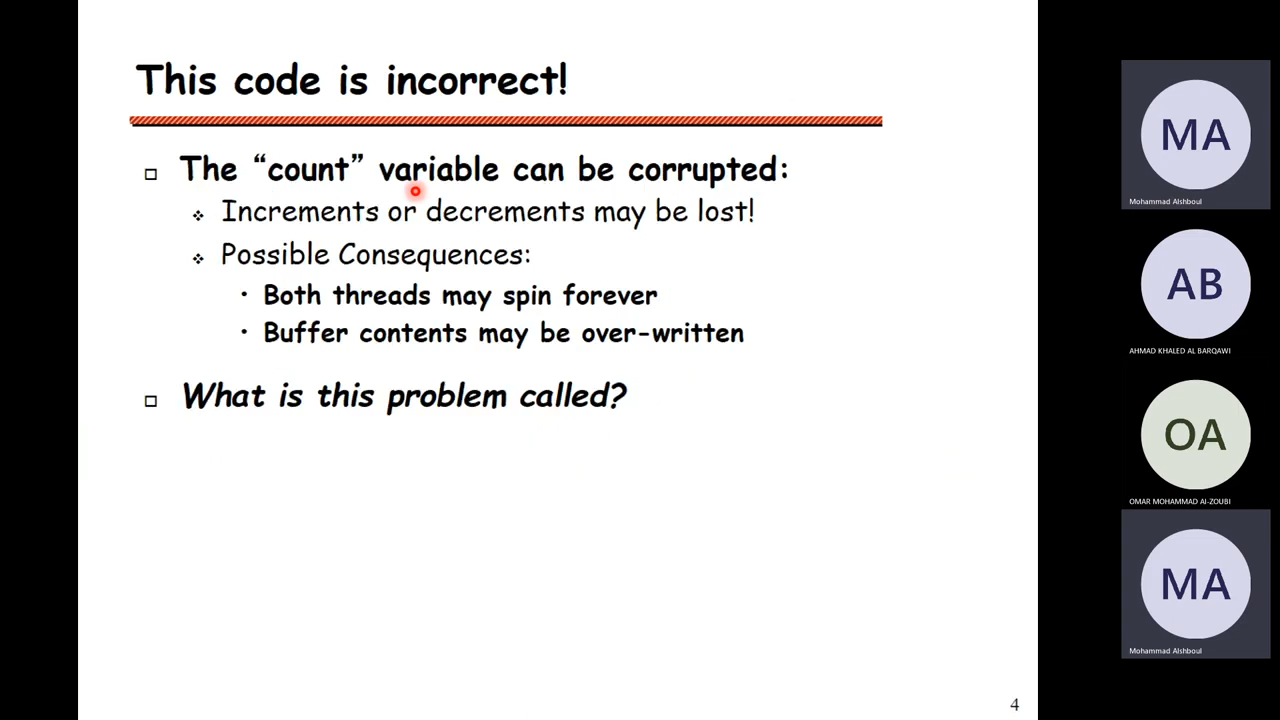 This code is incorrect!
The “count” variable can be corrupted:
Increments or decrements may be lost!
Possible Consequences:
Both threads may spin forever
Buffer contents may be over-written
What is this problem called?
4
MA
Mohammad Alshboul
AB
AHMAD KHALED AL BARQAWI
OA
OMAR MOHAMMAD Al-ZOUBI
MA
Mohammad Alshboul